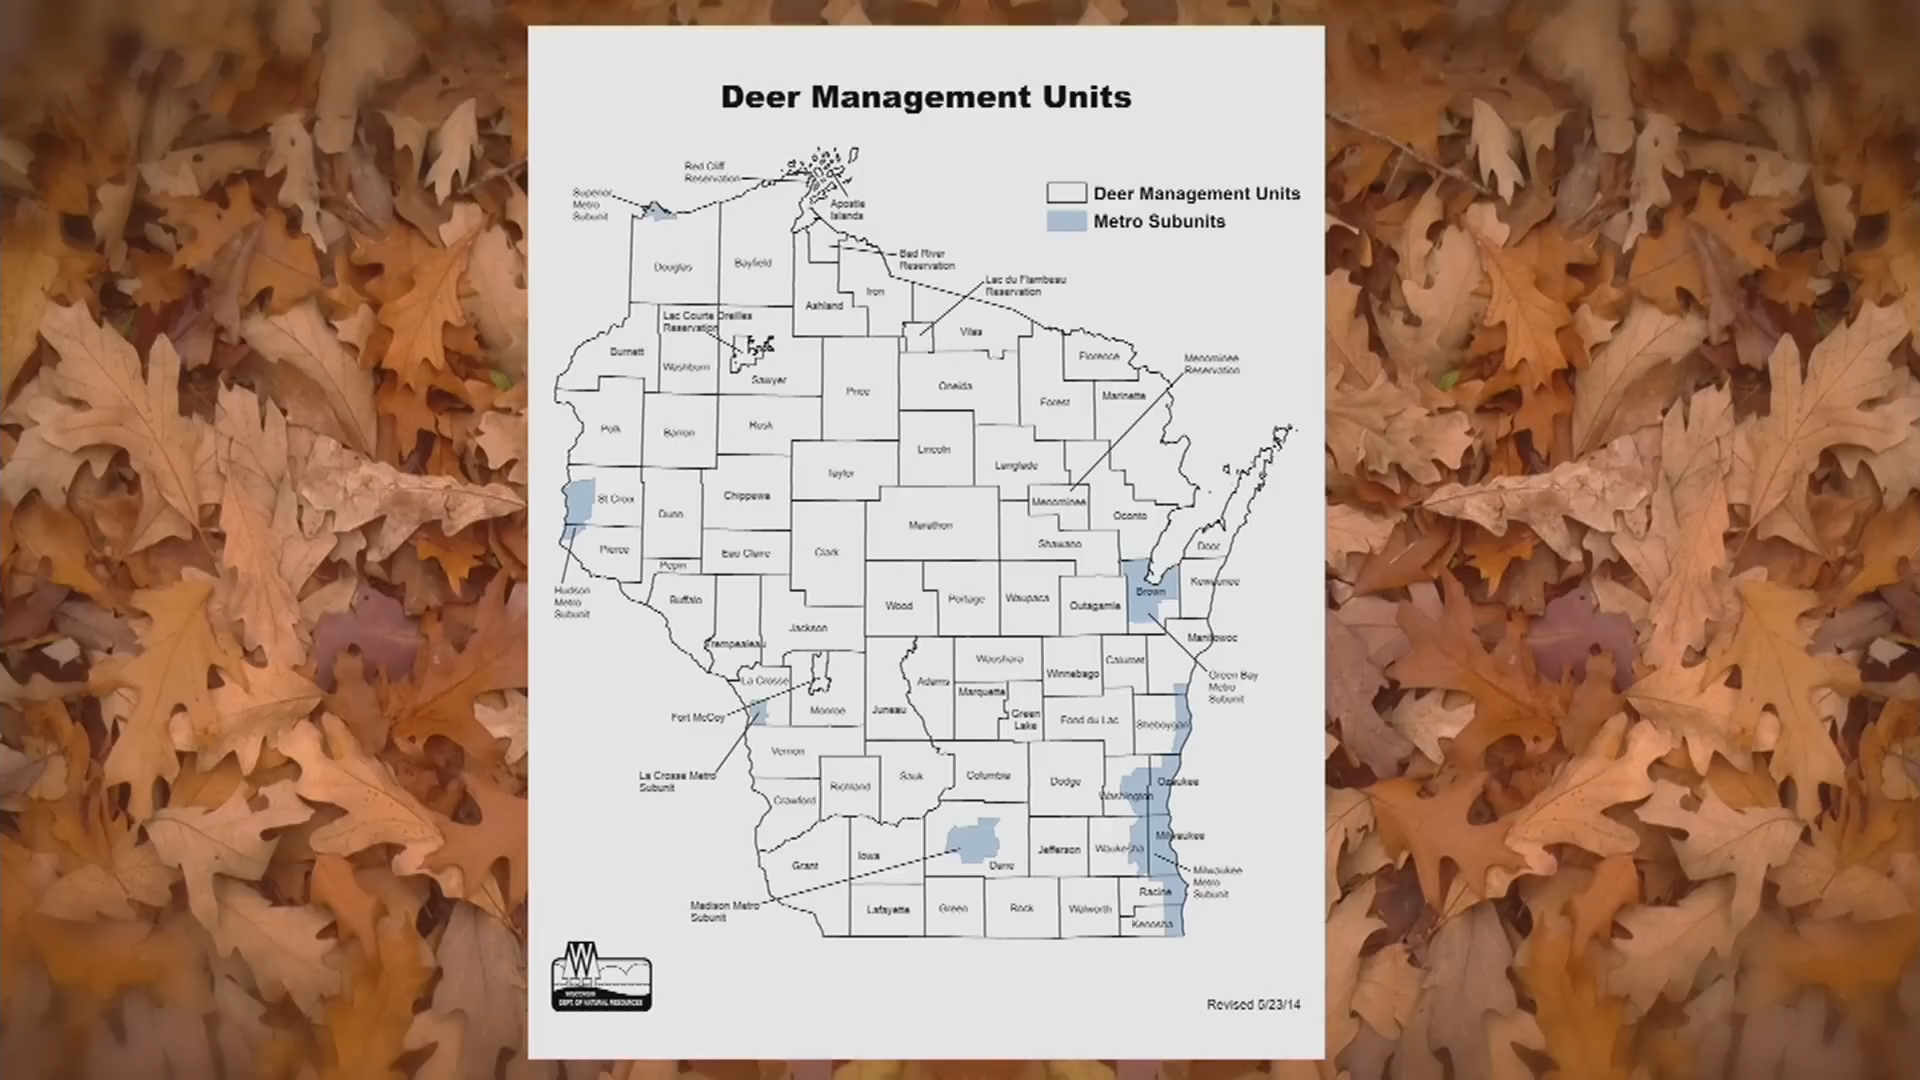 Deer Management Units
Red Cliff
Reservation
Superior
Metro
Subunit
Apostle
Islands
Deer Management Units
Metro Subunits
Bad River
Reservation
Douglas
Bayfield
Lac du Flambeau
Reservation
Iron
Ashland
Lac Courte Oreilles
Reservation
Vilas
Burnett
Washburn
Sawyer
Florence
Menominee
Reservation
Price
Oneida
Forest
Marinette
Polk
Barron
Rusk
Lincoln
Langlade
Taylor
St Croix
Dunn
Chippewa
Marathon
Menominee
Oconto
Pierce
Eau Claire
Clark
Shawano
Door
Pepin
Hudson
Metro
Subunit
Buffalo
Wood
Portage
Waupaca
Outagamie
Brown
Kewaunee
Jackson
Trempealeau
Manitowoc
La Crosse
Adams
Waushara
Winnebago
Calumet
Green Bay
Metro
Subunit
Fort McCoy
Monroe
Juneau
Marquette
Green
Lake
Fond du Lac
Sheboygan
Vernon
La Crosse Metro
Subunit
Richland
Sauk
Columbia
Dodge
Washington
Ozaukee
Crawford
Grant
Iowa
Dane
Jefferson
Waukesha
Milwaukee
Milwaukee
Metro
Subunit
Madison Metro
Subunit
Lafayette
Green
Rock
Walworth
Racine
Kenosha
W
WISCONSIN
DEPT. OF NATURAL RESOURCES
Revised 5/23/14